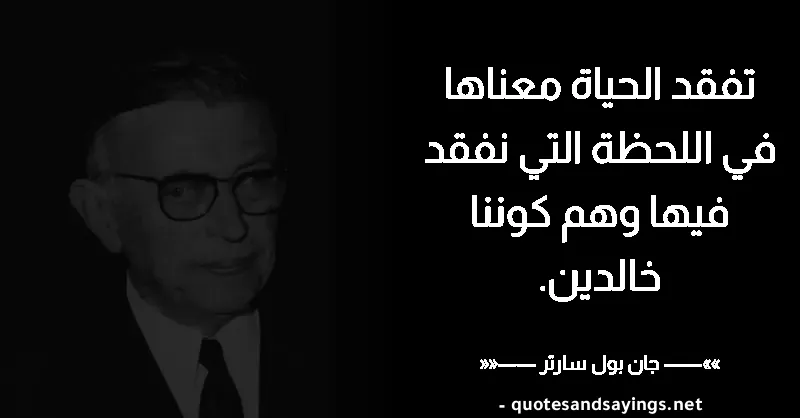 تفقد الحياة معناها
في اللحظة التي نفقد
فيها وهم كوننا
خالدين.
»»—— جان بول سارتر ——««
- quotesandsayings.net